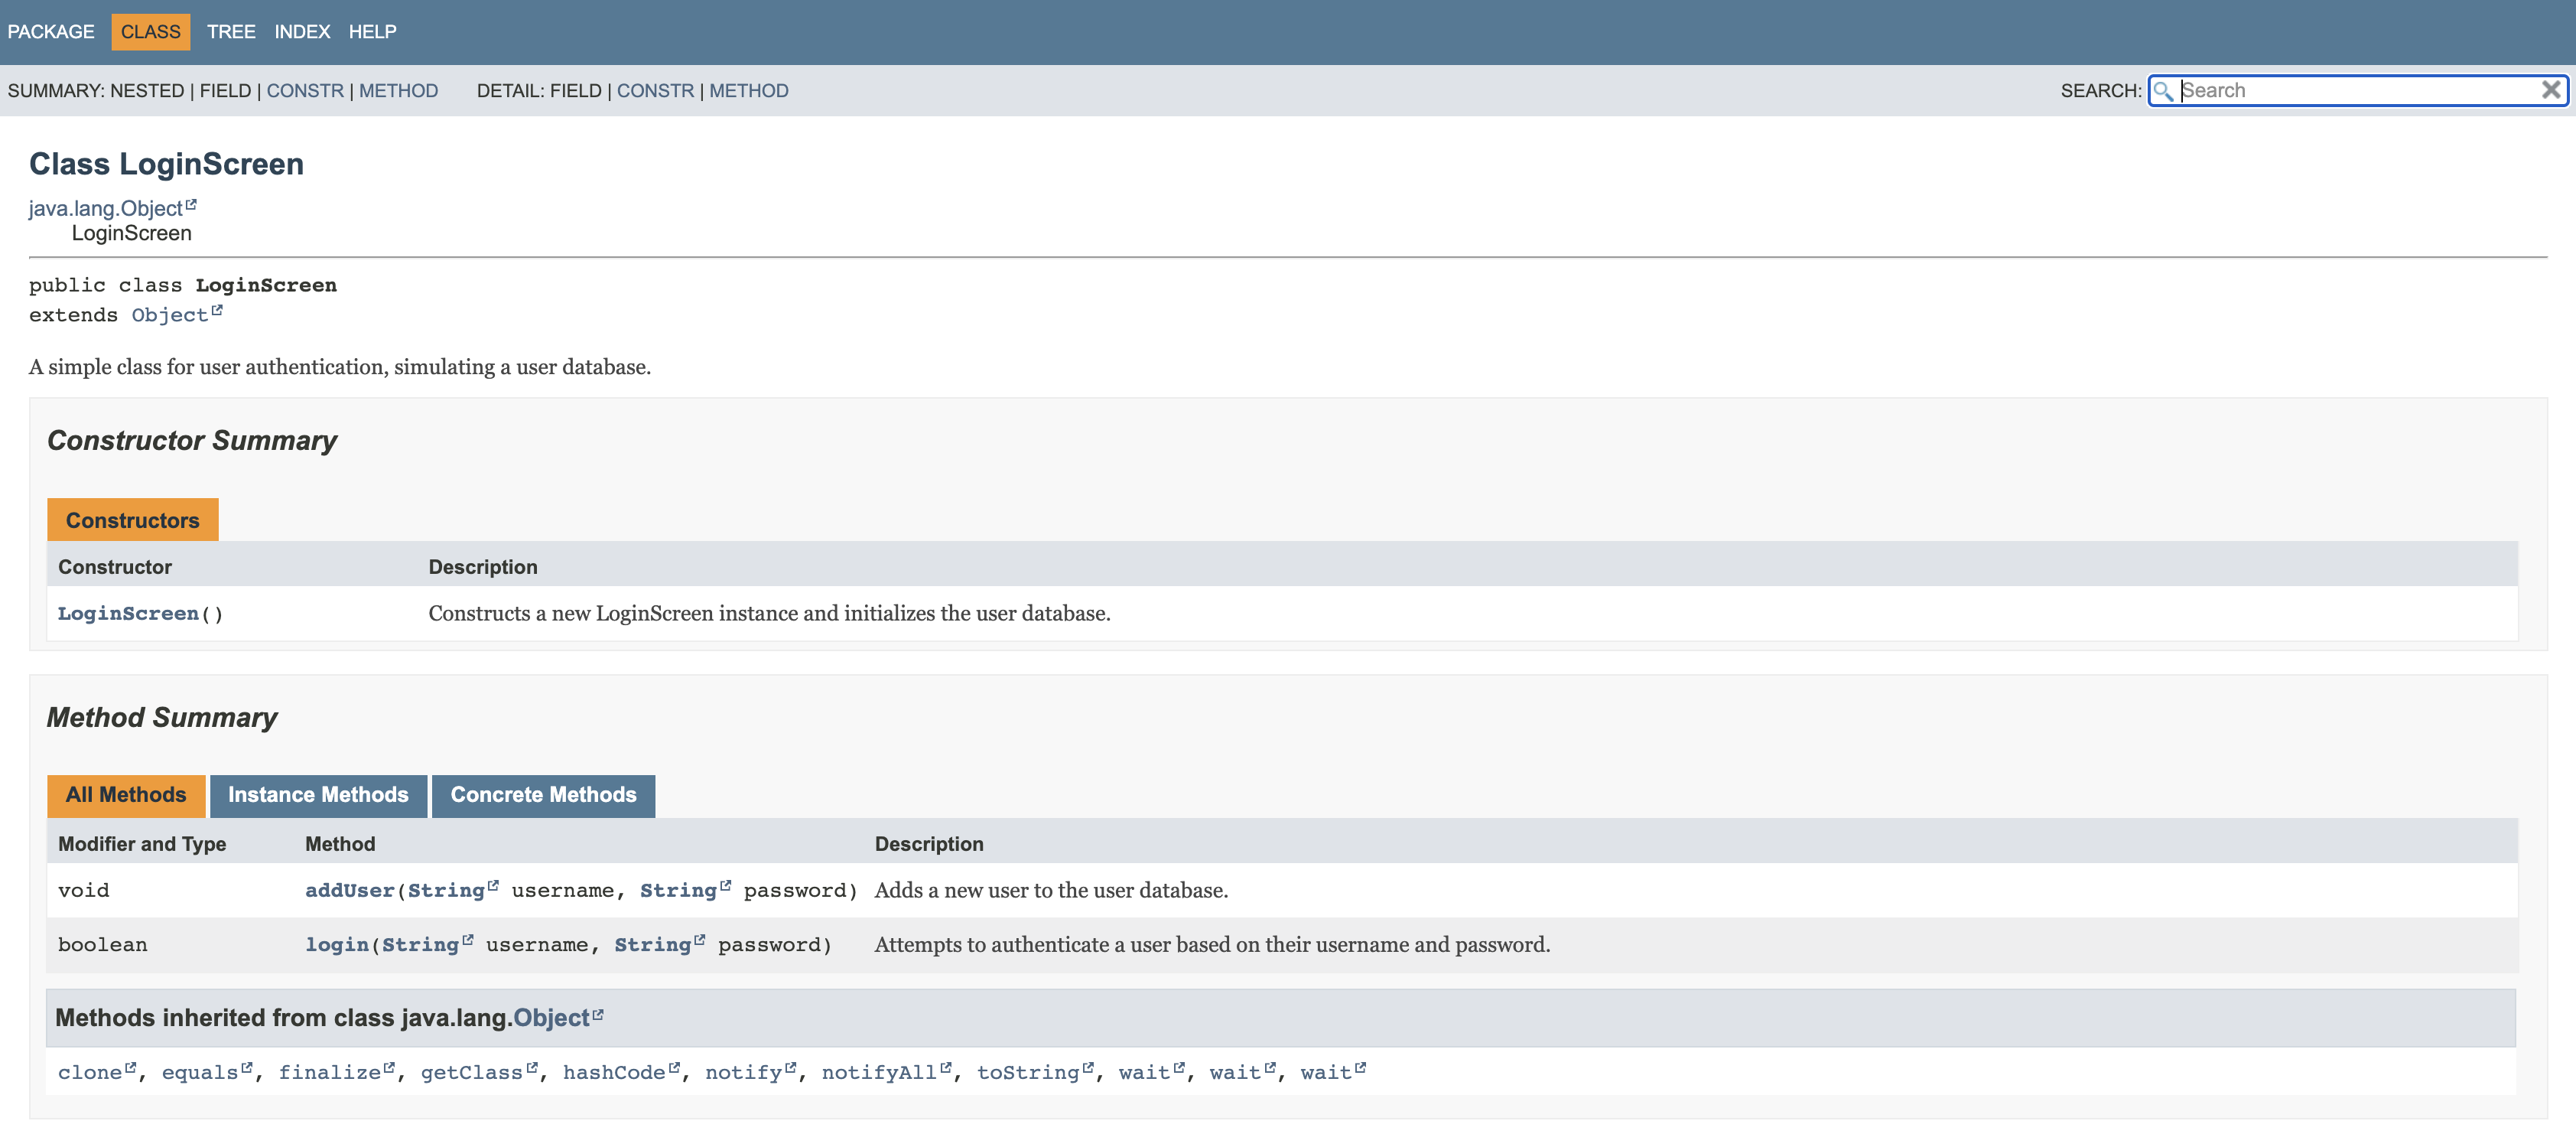 PACKAGE CLASS TREE INDEX HELP
SUMMARY: NESTED | FIELD | CONSTR | METHOD DETAIL: FIELD | CONSTR | METHOD SEARCH: Search
Class LoginScreen
java.lang.Object
LoginScreen
public class LoginScreen
extends Object
A simple class for user authentication, simulating a user database.
Constructor Summary
Constructors
Constructor Description
LoginScreen() Constructs a new LoginScreen instance and initializes the user database.
Method Summary
All Methods Instance Methods Concrete Methods
Modifier and Type Method Description
void addUser(String username, String password) Adds a new user to the user database.
boolean login(String username, String password) Attempts to authenticate a user based on their username and password.
Methods inherited from class java.lang.Object
clone, equals, finalize, getClass, hashCode, notify, notifyAll, toString, wait, wait, wait